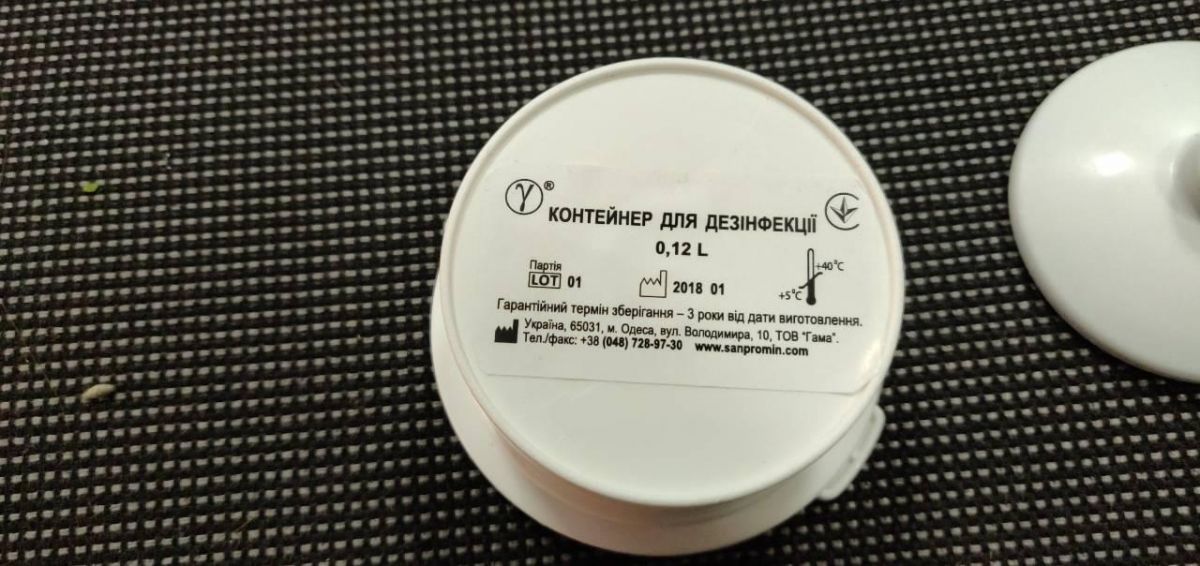 γ®
КОНТЕЙНЕР ДЛЯ ДЕЗІНФЕКЦІЇ
0,12 L
Партія
LOT 01
2018 01
+40°C
+5°C
Гарантійний термін зберігання – 3 роки від дати виготовлення.
Україна, 65031, м. Одеса, вул. Володимира, 10, ТОВ "Гама".
Тел./факс: +38 (048) 728-97-30 www.sanpromin.com